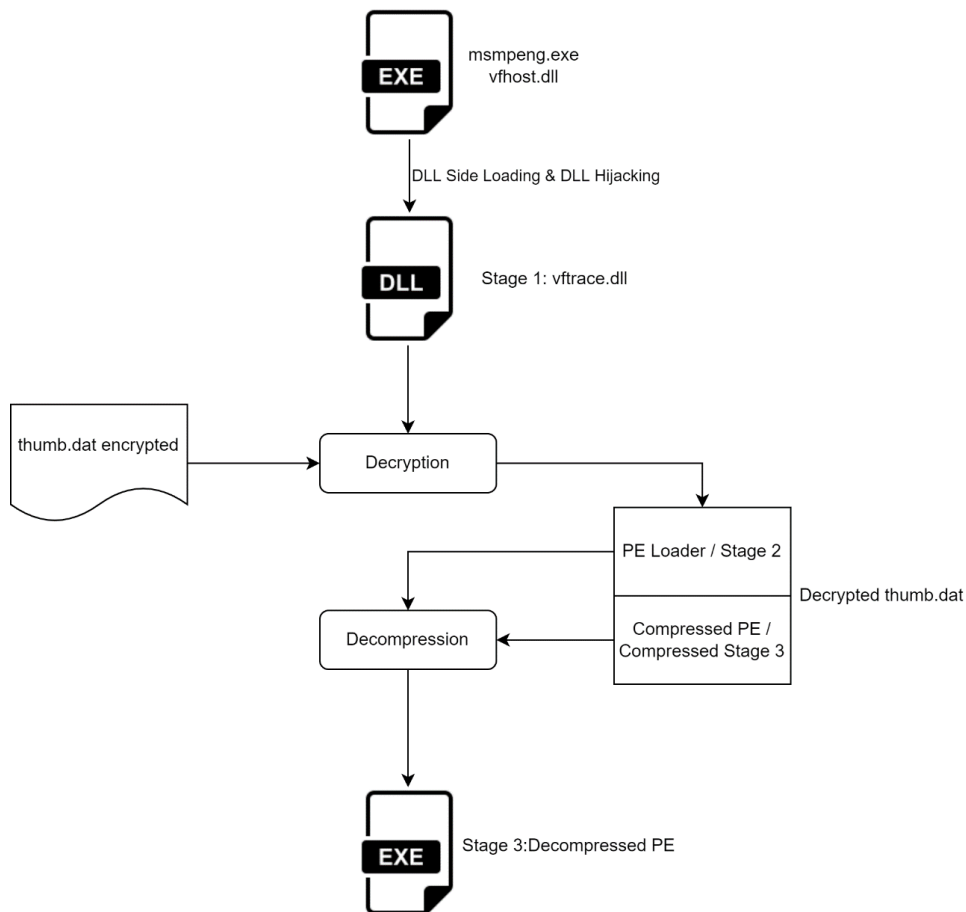 EXE
msmpeng.exe
vfhost.dll
DLL Side Loading & DLL Hijacking
DLL
Stage 1: vftrace.dll
thumb.dat encrypted
Decryption
PE Loader / Stage 2
Decrypted thumb.dat
Compressed PE /
Compressed Stage 3
Decompression
EXE
Stage 3:Decompressed PE